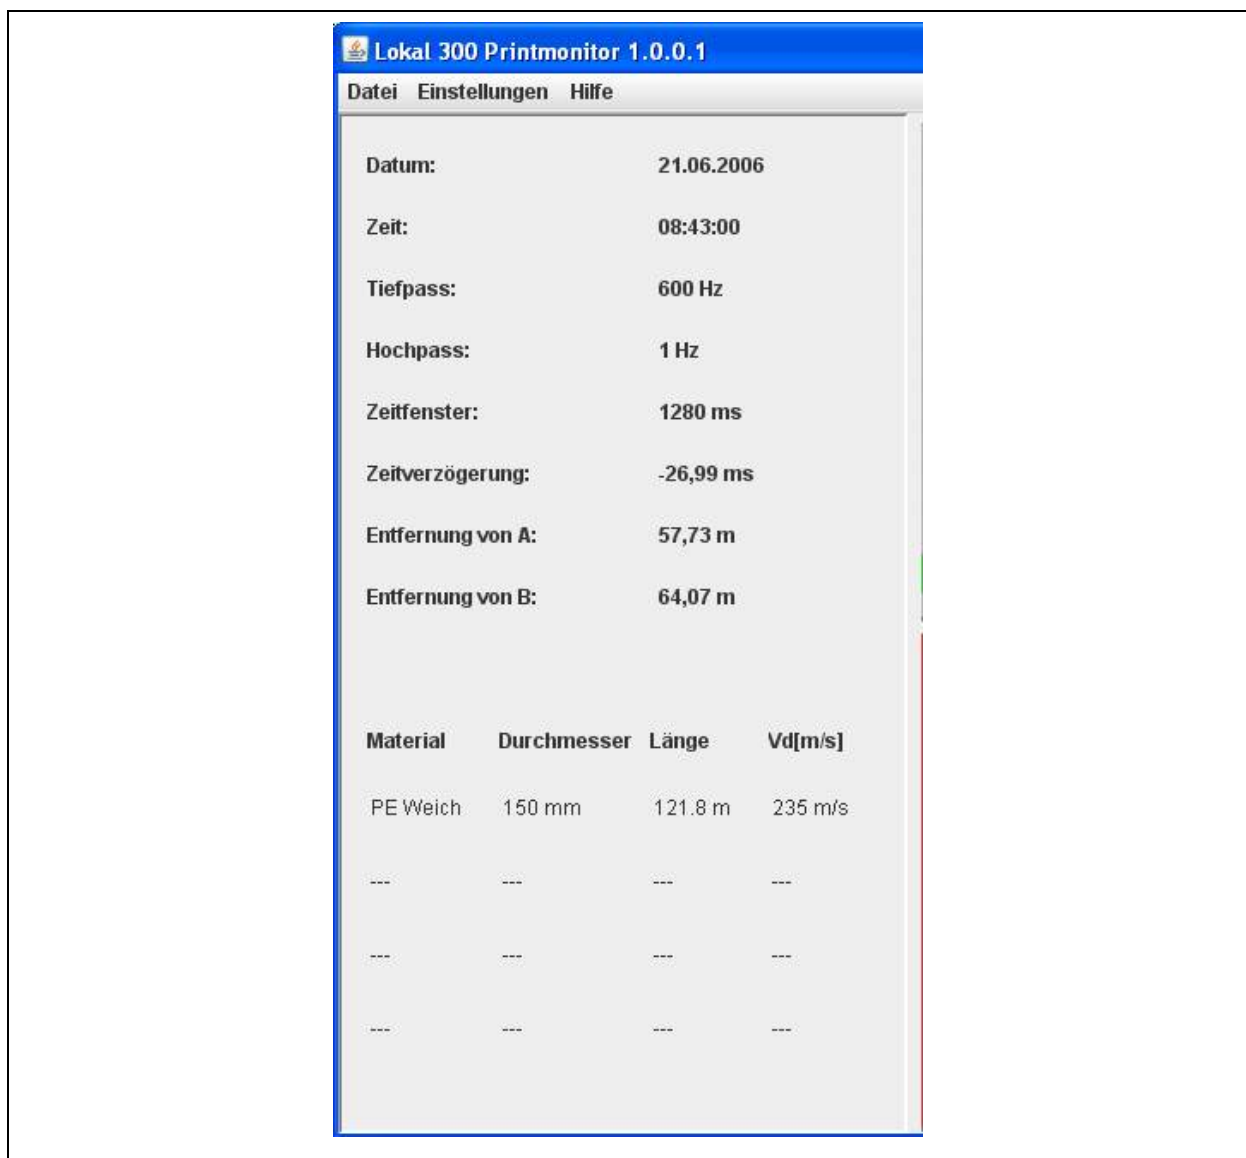 Lokal 300 Printmonitor 1.0.0.1
Datei Einstellungen Hilfe
Datum: 21.06.2006
Zeit: 08:43:00
Tiefpass: 600 Hz
Hochpass: 1 Hz
Zeitfenster: 1280 ms
Zeitverzögerung: -26,99 ms
Entfernung von A: 57,73 m
Entfernung von B: 64,07 m
Material Durchmesser Länge Vd[m/s]
PE Weich 150 mm 121.8 m 235 m/s
--- --- --- ---
--- --- --- ---
--- --- --- ---